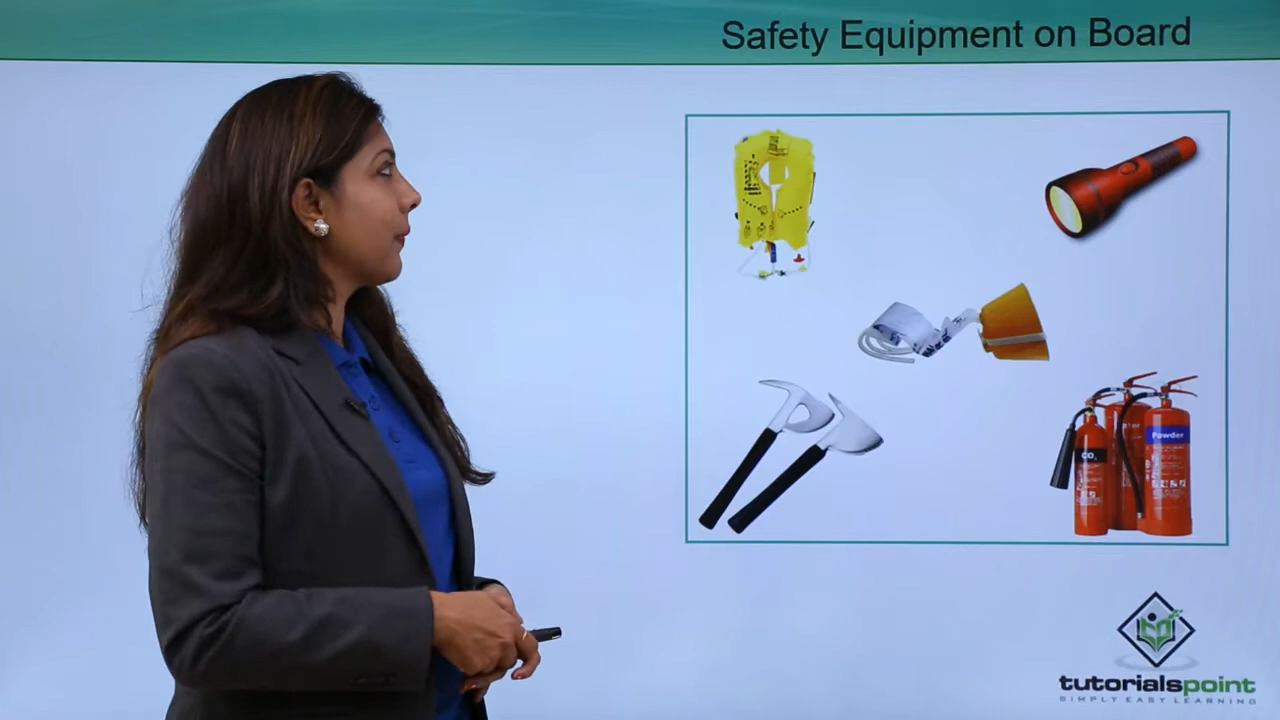 Safety Equipment on Board
CO₂
Powder
tutorialspoint
SIMPLY EASY LEARNING